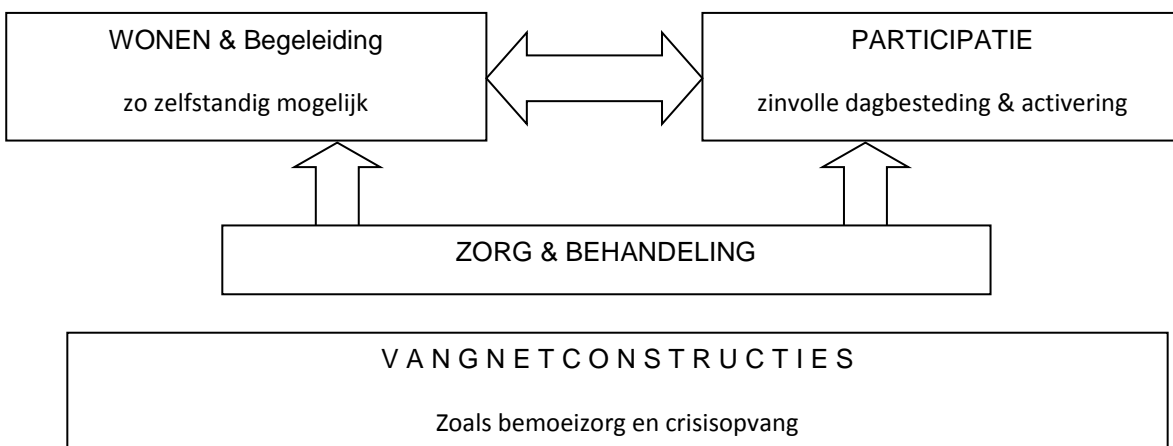 WONEN & Begeleiding
zo zelfstandig mogelijk
PARTICIPATIE
zinvolle dagbesteding & activering
ZORG & BEHANDELING
V A N G N E T C O N S T R U C T I E S
Zoals bemoeizorg en crisisopvang